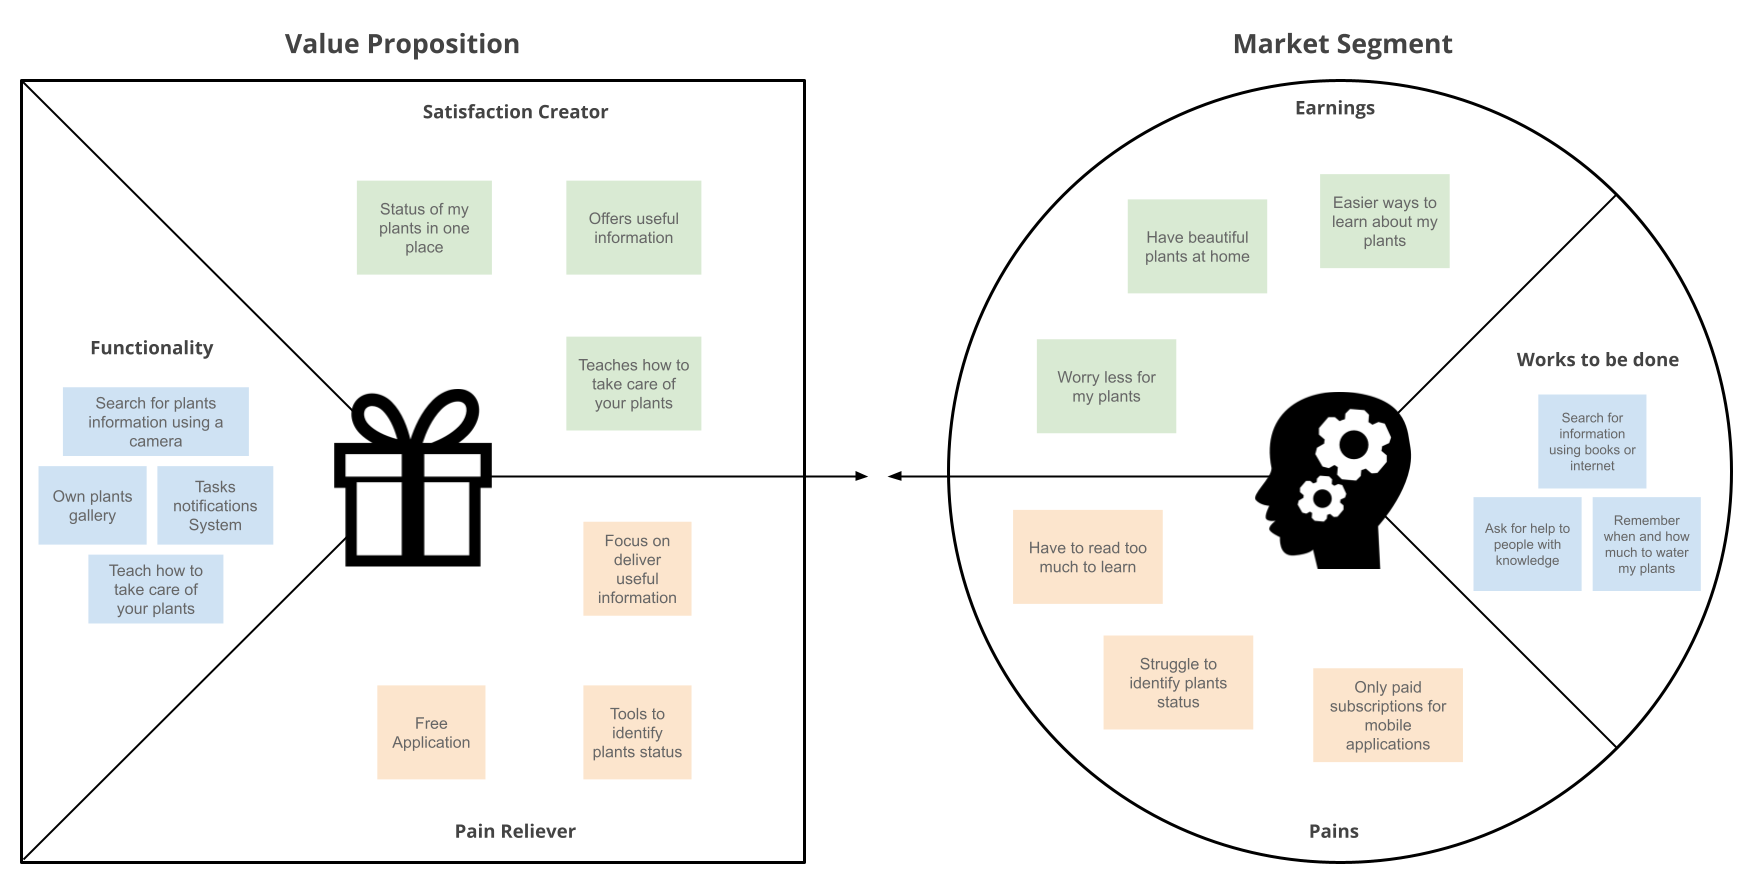 Value Proposition
Satisfaction Creator
Status of my
plants in one
place
Offers useful
information
Teaches how to
take care of
your plants
Functionality
Search for plants
information using a
camera
Own plants
gallery
Tasks
notifications
System
Teach how to
take care of
your plants
Focus on
deliver
useful
information
Free
Application
Tools to
identify
plants status
Pain Reliever
Market Segment
Earnings
Have beautiful
plants at home
Easier ways to
learn about my
plants
Worry less for
my plants
Works to be done
Search for
information
using books or
internet
Ask for help to
people with
knowledge
Remember
when and how
much to water
my plants
Have to read too
much to learn
Struggle to
identify plants
status
Only paid
subscriptions for
mobile
applications
Pains